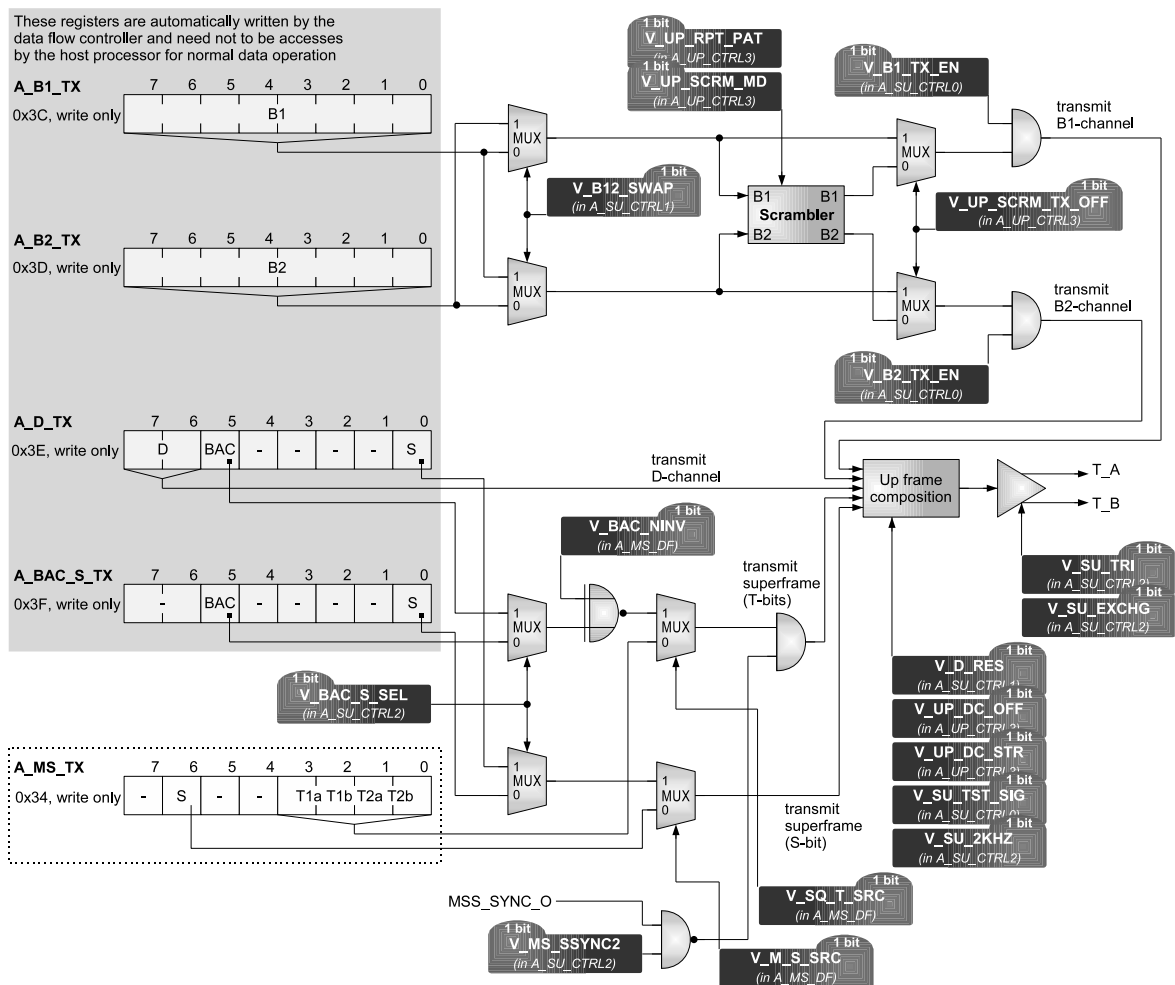 These registers are automatically written by the
data flow controller and need not to be accesses
by the host processor for normal data operation
A_B1_TX
7 6 5 4 3 2 1 0
0x3C, write only
B1
A_B2_TX
7 6 5 4 3 2 1 0
0x3D, write only
B2
A_D_TX
7 6 5 4 3 2 1 0
0x3E, write only
D BAC - - - - S
A_BAC_S_TX
7 6 5 4 3 2 1 0
0x3F, write only
- BAC - - - - S
A_MS_TX
7 6 5 4 3 2 1 0
0x34, write only
- S - - T1a T1b T2a T2b
1 bit
V_UP_RPT_PAT
(in A_UP_CTRL3)
1 bit
V_UP_SCRM_MD
(in A_UP_CTRL3)
1 bit
V_B1_TX_EN
(in A_SU_CTRL0)
transmit
B1-channel
1
MUX
0
1 bit
V_B12_SWAP
(in A_SU_CTRL1)
1
MUX
0
B1 B1
Scrambler
B2 B2
1
MUX
0
1 bit
V_UP_SCRM_TX_OFF
(in A_UP_CTRL3)
1
MUX
0
transmit
B2-channel
1 bit
V_B2_TX_EN
(in A_SU_CTRL0)
transmit
D-channel
Up frame
composition
T_A
T_B
1 bit
V_BAC_NINV
(in A_MS_DF)
1
MUX
0
1
MUX
0
transmit
superframe
(T-bits)
1 bit
V_SU_TRI
(in A_SU_CTRL2)
1 bit
V_SU_EXCHG
(in A_SU_CTRL2)
1 bit
V_BAC_S_SEL
(in A_SU_CTRL2)
1
MUX
0
1
MUX
0
transmit
superframe
(S-bit)
1 bit
V_D_RES
(in A_SU_CTRL1)
1 bit
V_UP_DC_OFF
(in A_UP_CTRL2)
1 bit
V_UP_DC_STR
(in A_UP_CTRL2)
1 bit
V_SU_TST_SIG
(in A_SU_CTRL0)
1 bit
V_SU_2KHZ
(in A_SU_CTRL2)
MSS_SYNC_O
1 bit
V_MS_SSYNC2
(in A_SU_CTRL2)
1 bit
V_SQ_T_SRC
(in A_MS_DF)
1 bit
V_M_S_SRC
(in A_MS_DF)